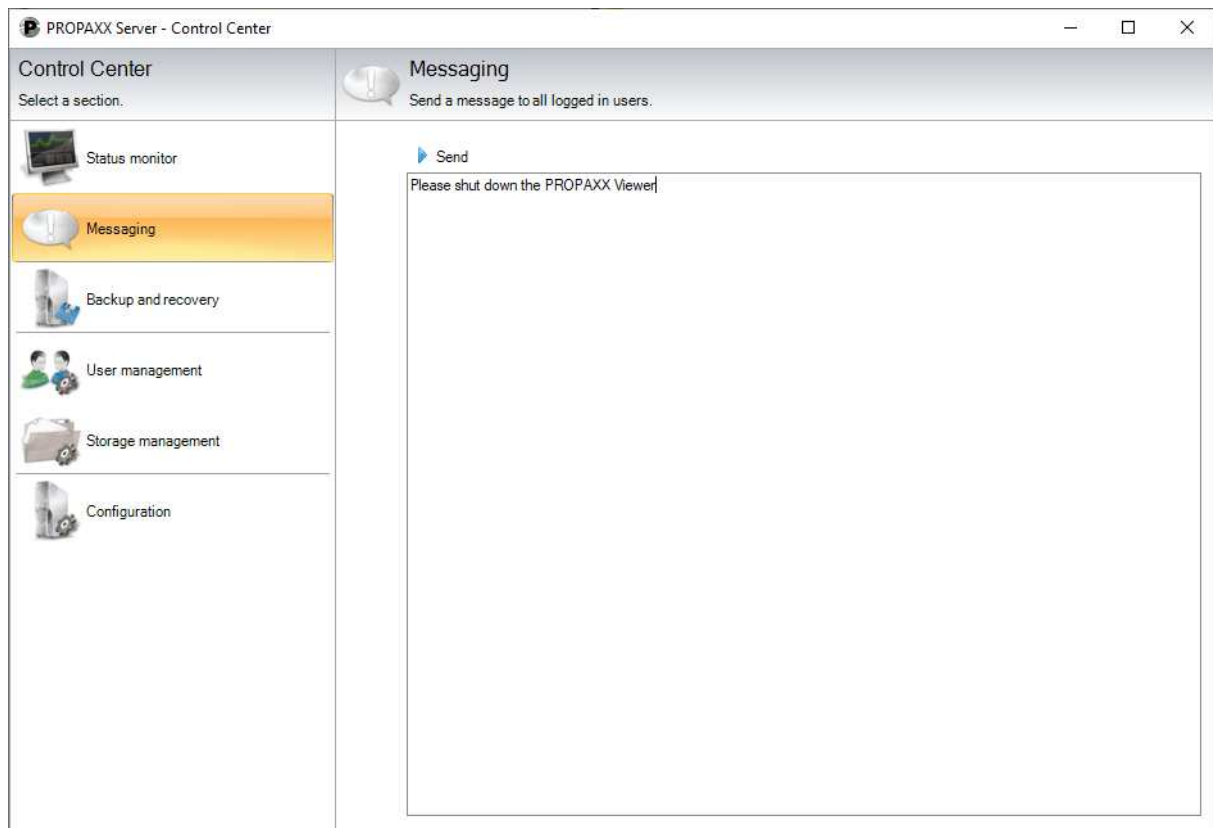 PROPAXX Server - Control Center
Control Center
Select a section.
Status monitor
Messaging
Backup and recovery
User management
Storage management
Configuration
Messaging
Send a message to all logged in users.
Send
Please shut down the PROPAXX Viewer